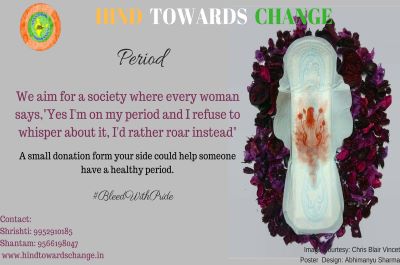 HIND TOWARDS CHANGE
Period
We aim for a society where every woman
says,"Yes I'm on my period and I refuse to
whisper about it, I'd rather roar instead"
A small donation form your side could help someone
have a healthy period.
#BleedWithPride
Contact:
Shrishti: 9952910185
Shantam: 9566198047
www.hindtowardschange.in
Image Courtesy: Chris Blair Vincet
Poster Design: Abhimanyu Sharma